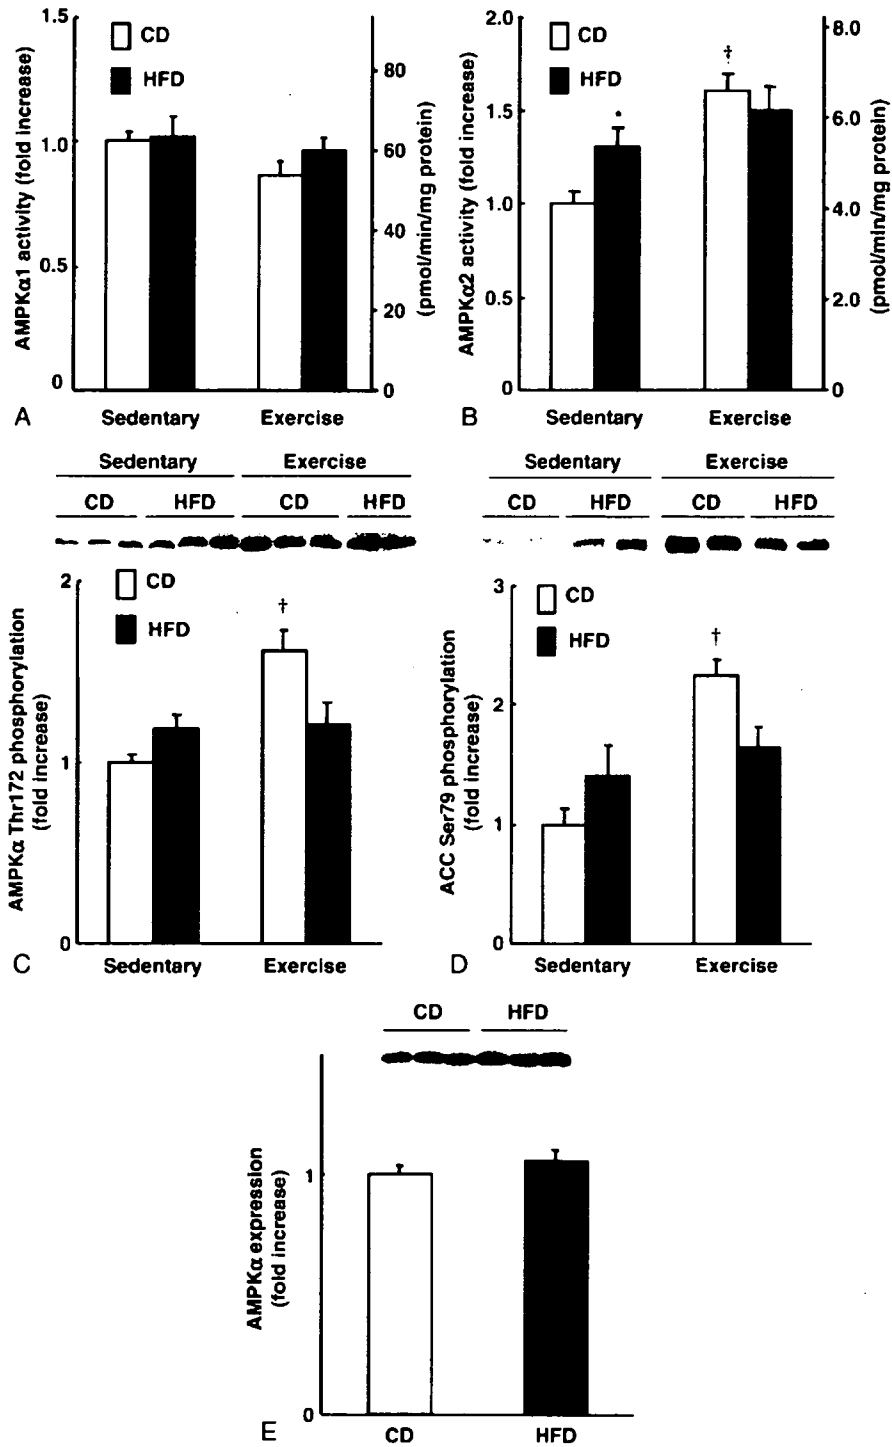 1.5
1.0
0.5
0
AMPKα1 activity (fold increase)
CD
HFD
80
60
40
20
0
(pmol/min/mg protein)
A
Sedentary
Exercise
2.0
1.5
1.0
0.5
0
AMPKα2 activity (fold increase)
CD
HFD
•
‡
8.0
6.0
4.0
2.0
0
(pmol/min/mg protein)
B
Sedentary
Exercise
Sedentary
Exercise
CD
HFD
CD
HFD
2
1
0
AMPKα Thr172 phosphorylation
(fold increase)
CD
HFD
†
C
Sedentary
Exercise
Sedentary
Exercise
CD
HFD
CD
HFD
3
2
1
0
ACC Ser79 phosphorylation
(fold increase)
CD
HFD
†
D
Sedentary
Exercise
CD
HFD
1
0
AMPKα expression
(fold increase)
E
CD
HFD